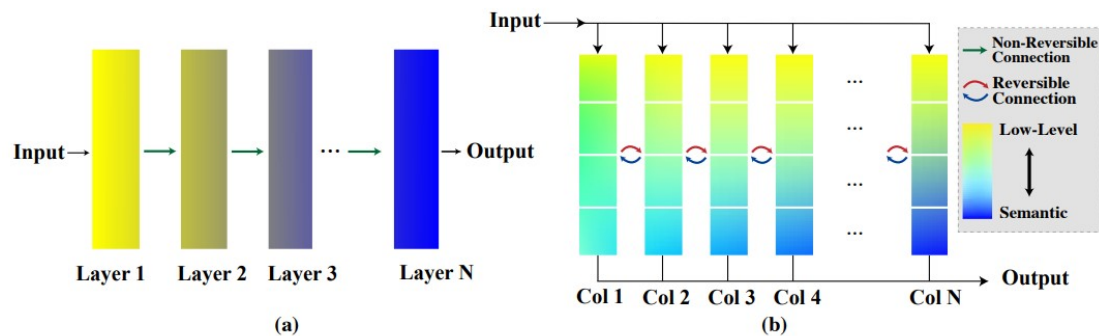 Input
Output
Layer 1
Layer 2
Layer 3
...
Layer N
(a)
Input
Non-Reversible
Connection
Reversible
Connection
Low-Level
Semantic
...
...
...
...
Output
Col 1
Col 2
Col 3
Col 4
Col N
(b)